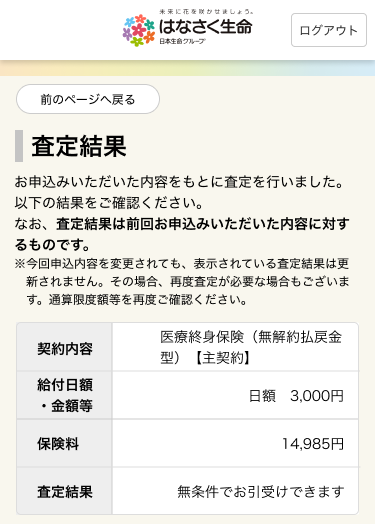 未来に花を咲かせましょう。
はなさく生命
日本生命グループ
ログアウト
前のページへ戻る
査定結果
お申込みいただいた内容をもとに査定を行いました。
以下の結果をご確認ください。
なお、査定結果は前回お申込みいただいた内容に対す
るものです。
※今回申込内容を変更されても、表示されている査定結果は更
新されません。その場合、再度査定が必要な場合もございま
す。通算限度額等を再度ご確認ください。
契約内容
医療終身保険（無解約払戻金
型）【主契約】
給付日額
・金額等
日額　3,000円
保険料
14,985円
査定結果
無条件でお引受けできます